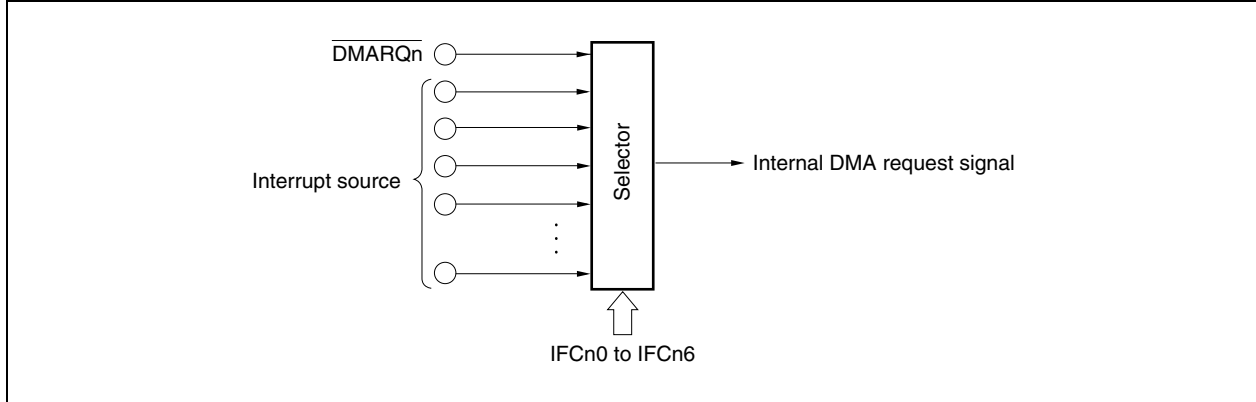 DMARQn
Interrupt source
Selector
Internal DMA request signal
IFCn0 to IFCn6